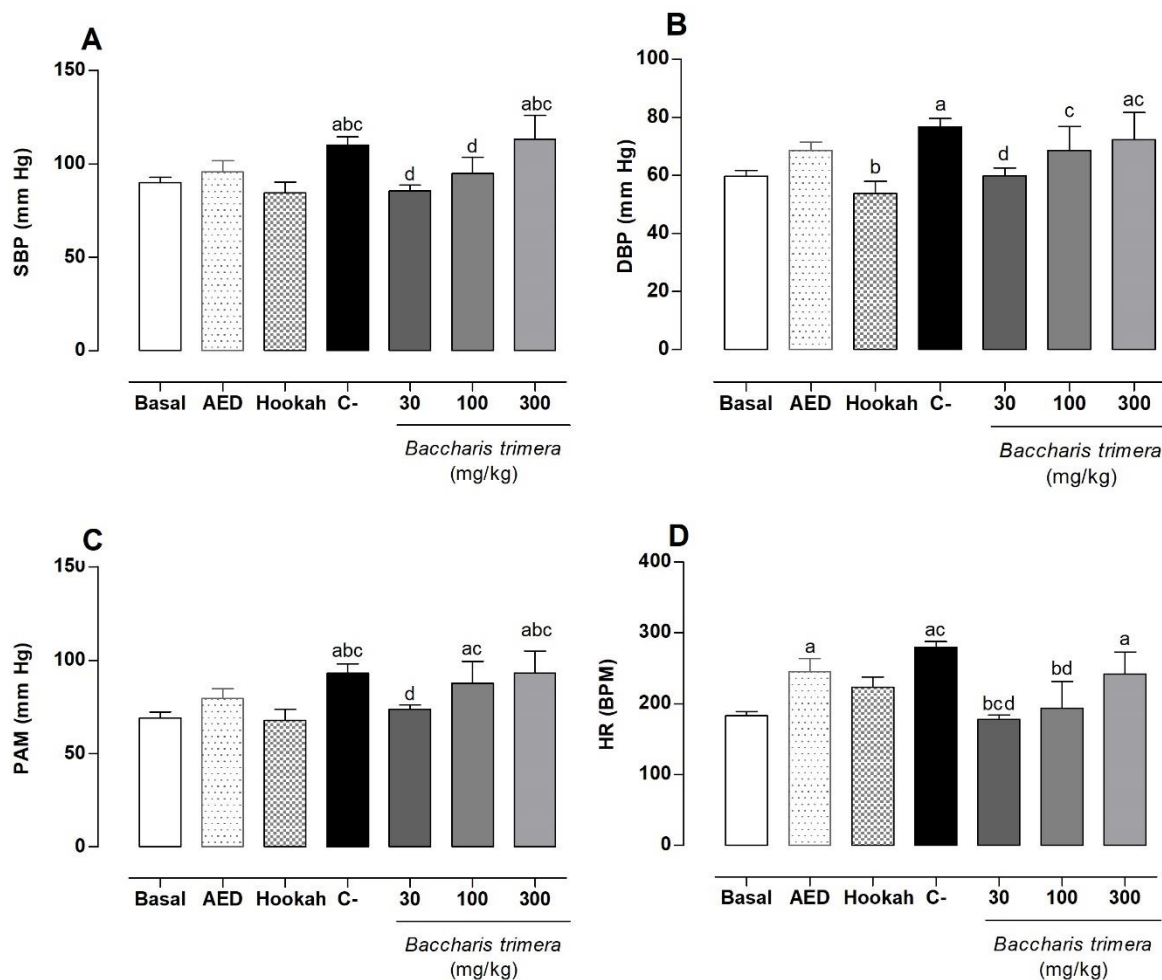 A
SBP (mm Hg)
150
100
50
0
abc
d
d
abc
Basal AED Hookah C- 30 100 300
Baccharis trimera
(mg/kg)
B
DBP (mm Hg)
100
80
60
40
20
0
b
a
d
c
ac
Basal AED Hookah C- 30 100 300
Baccharis trimera
(mg/kg)
C
PAM (mm Hg)
150
100
50
0
abc
d
ac
abc
Basal AED Hookah C- 30 100 300
Baccharis trimera
(mg/kg)
D
HR (BPM)
400
300
200
100
0
a
ac
bcd
bd
a
Basal AED Hookah C- 30 100 300
Baccharis trimera
(mg/kg)